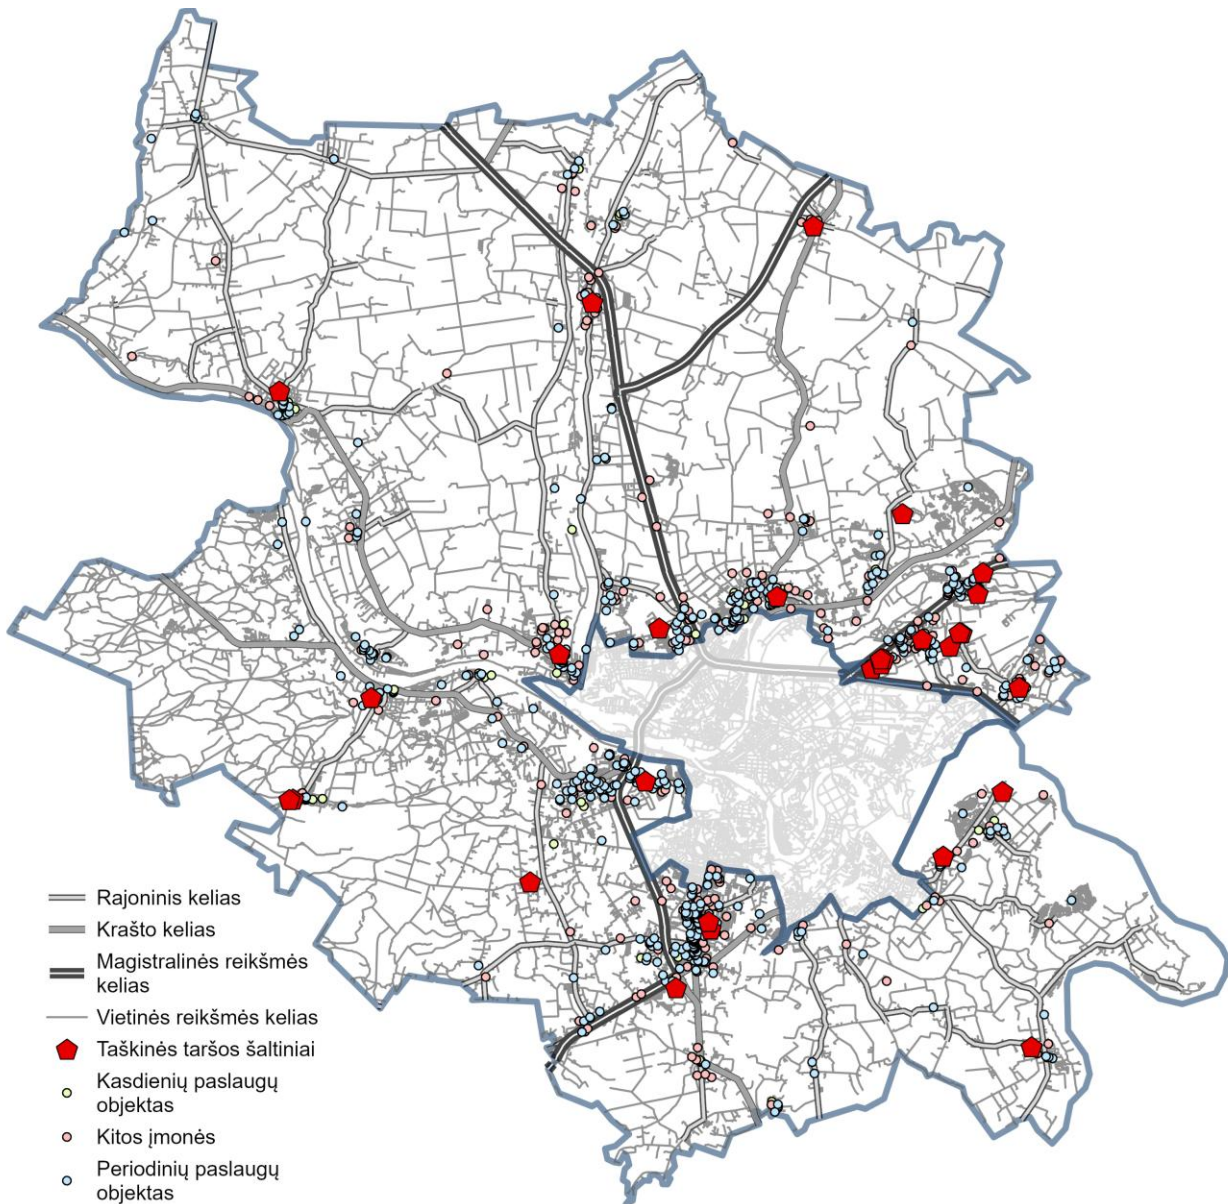 Rajoninis kelias
Krašto kelias
Magistralinės reikšmės
kelias
Vietinės reikšmės kelias
Taškinės taršos šaltiniai
Kasdienių paslaugų
objektas
Kitos įmonės
Periodinių paslaugų
objektas